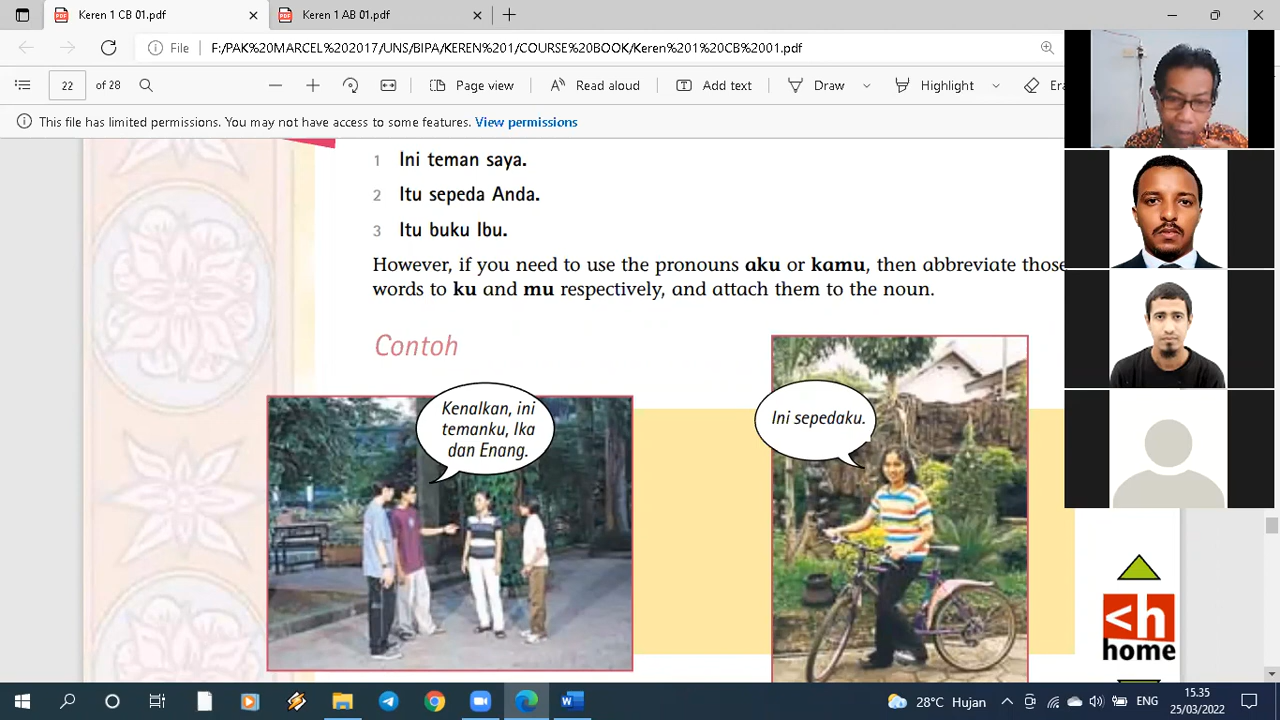 Keren 1 CB 01.pdf
Keren 1 AB 01.pdf
File
F:/PAK%20MARCEL%202017/UNS/BIPA/KEREN%201/COURSE%20BOOK/Keren%201%20CB%2001.pdf
22 of 28
Page view
Read aloud
Add text
Draw
Highlight
This file has limited permissions. You may not have access to some features. View permissions
1 Ini teman saya.
2 Itu sepeda Anda.
3 Itu buku Ibu.
However, if you need to use the pronouns aku or kamu, then abbreviate those
words to ku and mu respectively, and attach them to the noun.
Contoh
Kenalkan, ini
temanku, Ika
dan Enang.
Ini sepedaku.
<h
home
28°C Hujan
ENG
15.35
25/03/2022